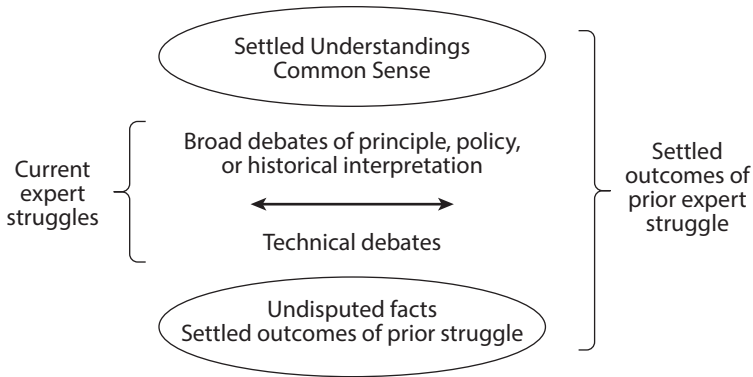 Settled Understandings
Common Sense
Broad debates of principle, policy,
or historical interpretation
Current
expert
struggles
Settled
outcomes of
prior expert
struggle
Technical debates
Undisputed facts
Settled outcomes of prior struggle